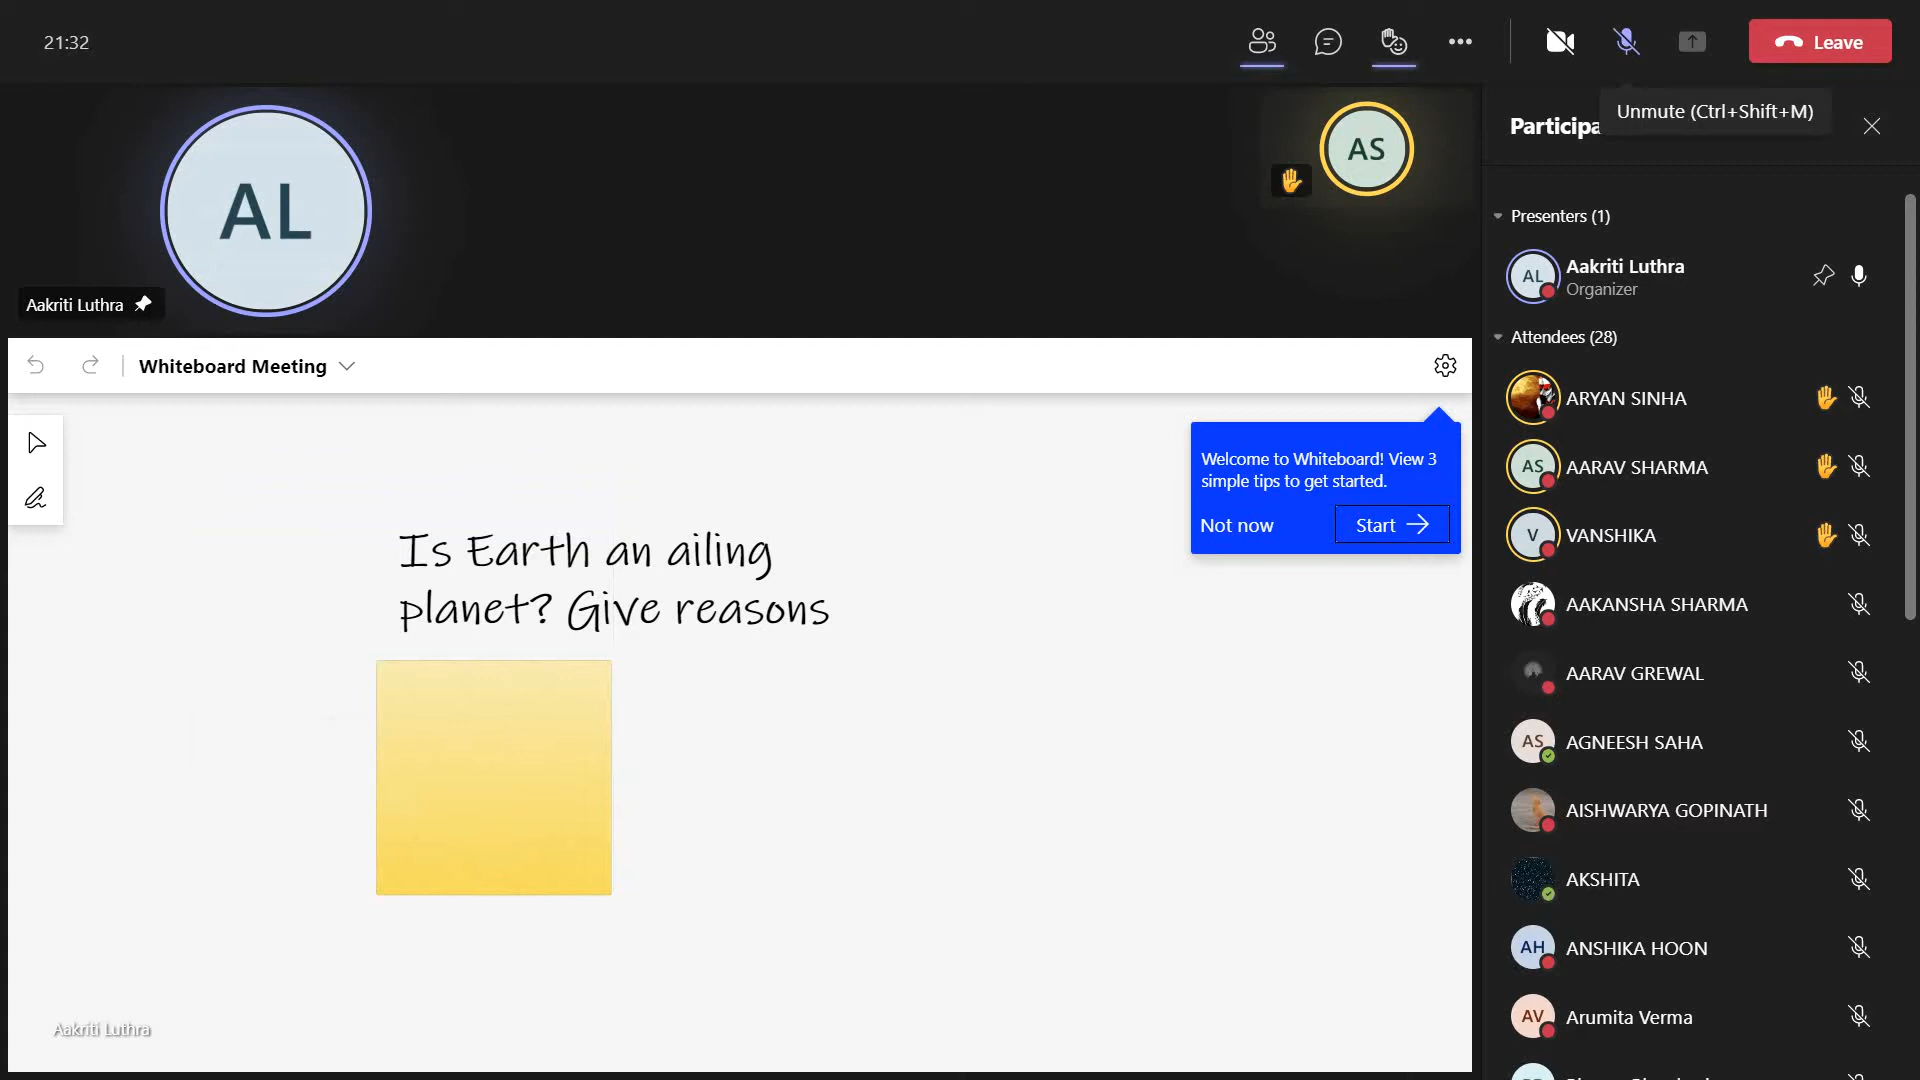 21:32
Leave
Unmute (Ctrl+Shift+M)
AL
Aakriti Luthra
AS
Whiteboard Meeting
Welcome to Whiteboard! View 3
simple tips to get started.
Not now
Start
Is Earth an ailing
planet? Give reasons
Aakriti Luthra
Participa
Presenters (1)
AL
Aakriti Luthra
Organizer
Attendees (28)
ARYAN SINHA
AS
AARAV SHARMA
V
VANSHIKA
AAKANSHA SHARMA
AARAV GREWAL
AS
AGNEESH SAHA
AISHWARYA GOPINATH
AKSHITA
AH
ANSHIKA HOON
AV
Arumita Verma